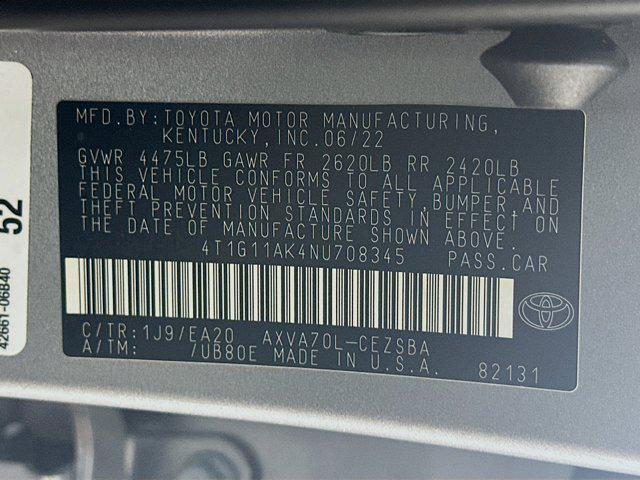 MFD.BY:TOYOTA MOTOR MANUFACTURING,
KENTUCKY,INC.06/22
GVWR 4475LB GAWR FR 2620LB RR 2420LB
THIS VEHICLE CONFORMS TO ALL APPLICABLE
FEDERAL MOTOR VEHICLE SAFETY,BUMPER,AND
THEFT PREVENTION STANDARDS IN EFFECT ON
THE DATE OF MANUFACTURE SHOWN ABOVE.
4T1G11AK4NU708345 PASS.CAR
C/TR:1J9/EA20 AXVA70L-CEZSBA
A/TM: /UB80E MADE IN U.S.A.
82131
52
42661-06B40